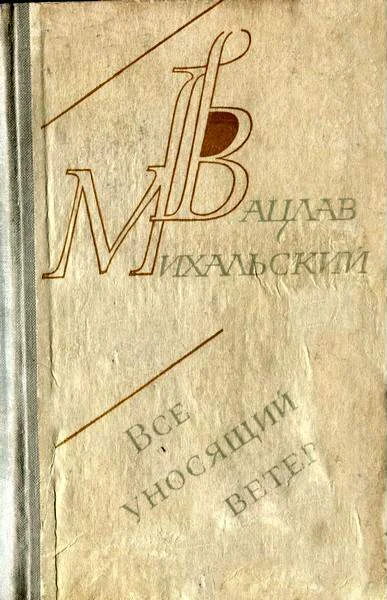 Вацлав
Михальский
Все
уносящий
ветер